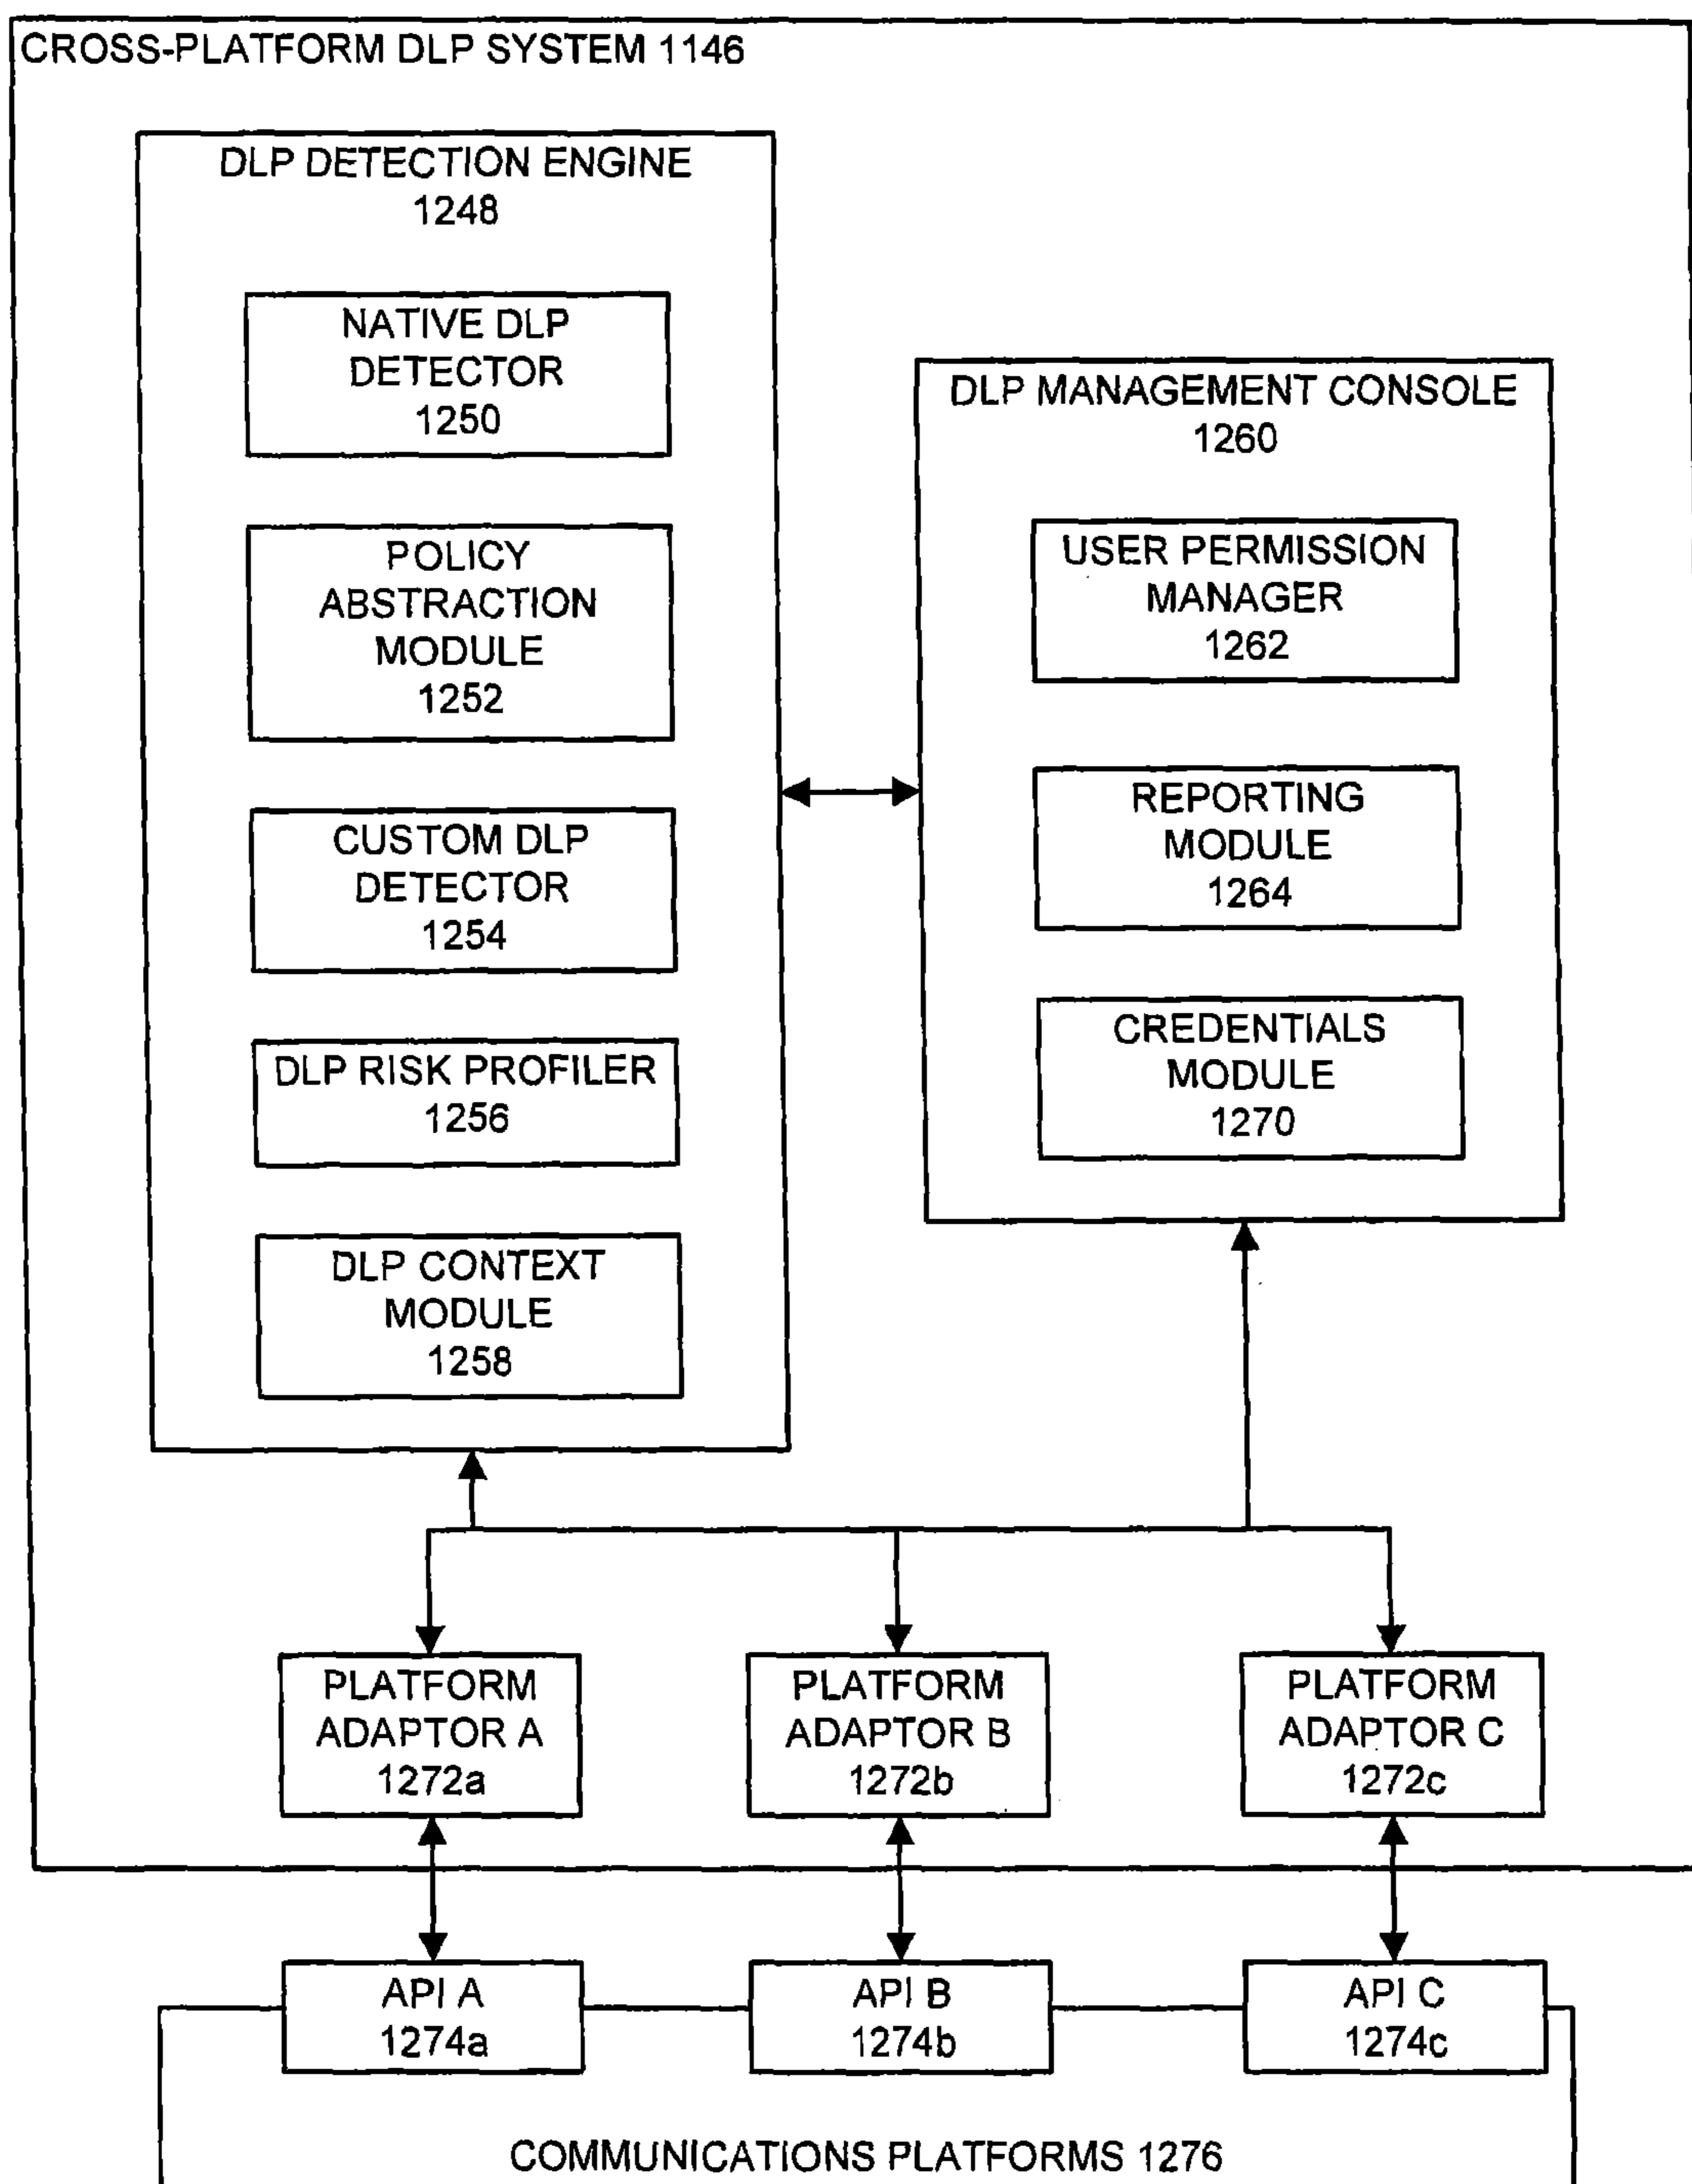 CROSS-PLATFORM DLP SYSTEM 1146
DLP DETECTION ENGINE
1248
NATIVE DLP
DETECTOR
1250
POLICY
ABSTRACTION
MODULE
1252
CUSTOM DLP
DETECTOR
1254
DLP RISK PROFILER
1256
DLP CONTEXT
MODULE
1258
DLP MANAGEMENT CONSOLE
1260
USER PERMISSION
MANAGER
1262
REPORTING
MODULE
1264
CREDENTIALS
MODULE
1270
PLATFORM
ADAPTOR A
1272a
PLATFORM
ADAPTOR B
1272b
PLATFORM
ADAPTOR C
1272c
API A
1274a
API B
1274b
API C
1274c
COMMUNICATIONS PLATFORMS 1276